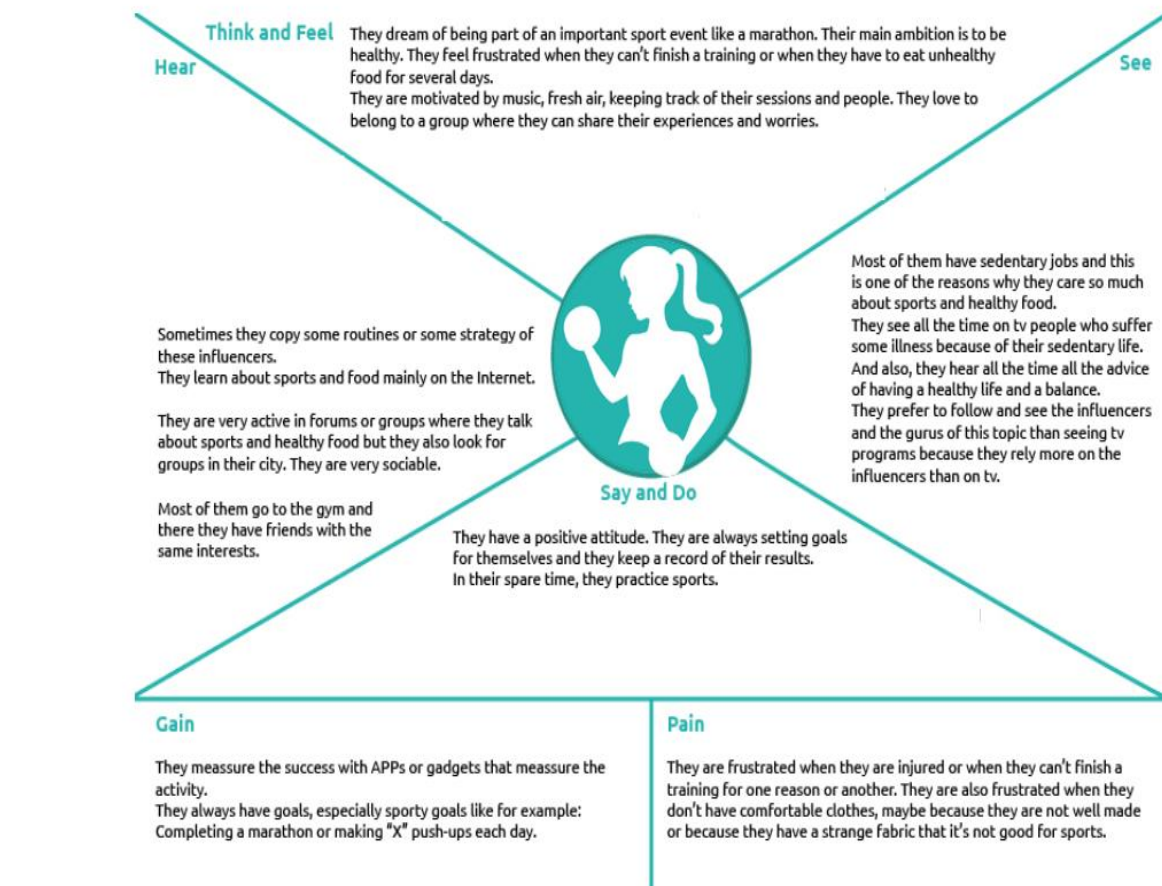 Think and Feel
They dream of being part of an important sport event like a marathon. Their main ambition is to be
healthy. They feel frustrated when they can't finish a training or when they have to eat unhealthy
food for several days.
They are motivated by music, fresh air, keeping track of their sessions and people. They love to
belong to a group where they can share their experiences and worries.
Hear
Sometimes they copy some routines or some strategy of
these influencers.
They learn about sports and food mainly on the Internet.
They are very active in forums or groups where they talk
about sports and healthy food but they also look for
groups in their city. They are very sociable.
Most of them go to the gym and
there they have friends with the
same interests.
See
Most of them have sedentary jobs and this
is one of the reasons why they care so much
about sports and healthy food.
They see all the time on tv people who suffer
some illness because of their sedentary life.
And also, they hear all the time all the advice
of having a healthy life and a balance.
They prefer to follow and see the influencers
and the gurus of this topic than seeing tv
programs because they rely more on the
influencers than on tv.
Say and Do
They have a positive attitude. They are always setting goals
for themselves and they keep a record of their results.
In their spare time, they practice sports.
Gain
They meassure the success with APPs or gadgets that meassure the
activity.
They always have goals, especially sporty goals like for example:
Completing a marathon or making "X" push-ups each day.
Pain
They are frustrated when they are injured or when they can't finish a
training for one reason or another. They are also frustrated when they
don't have comfortable clothes, maybe because they are not well made
or because they have a strange fabric that it's not good for sports.